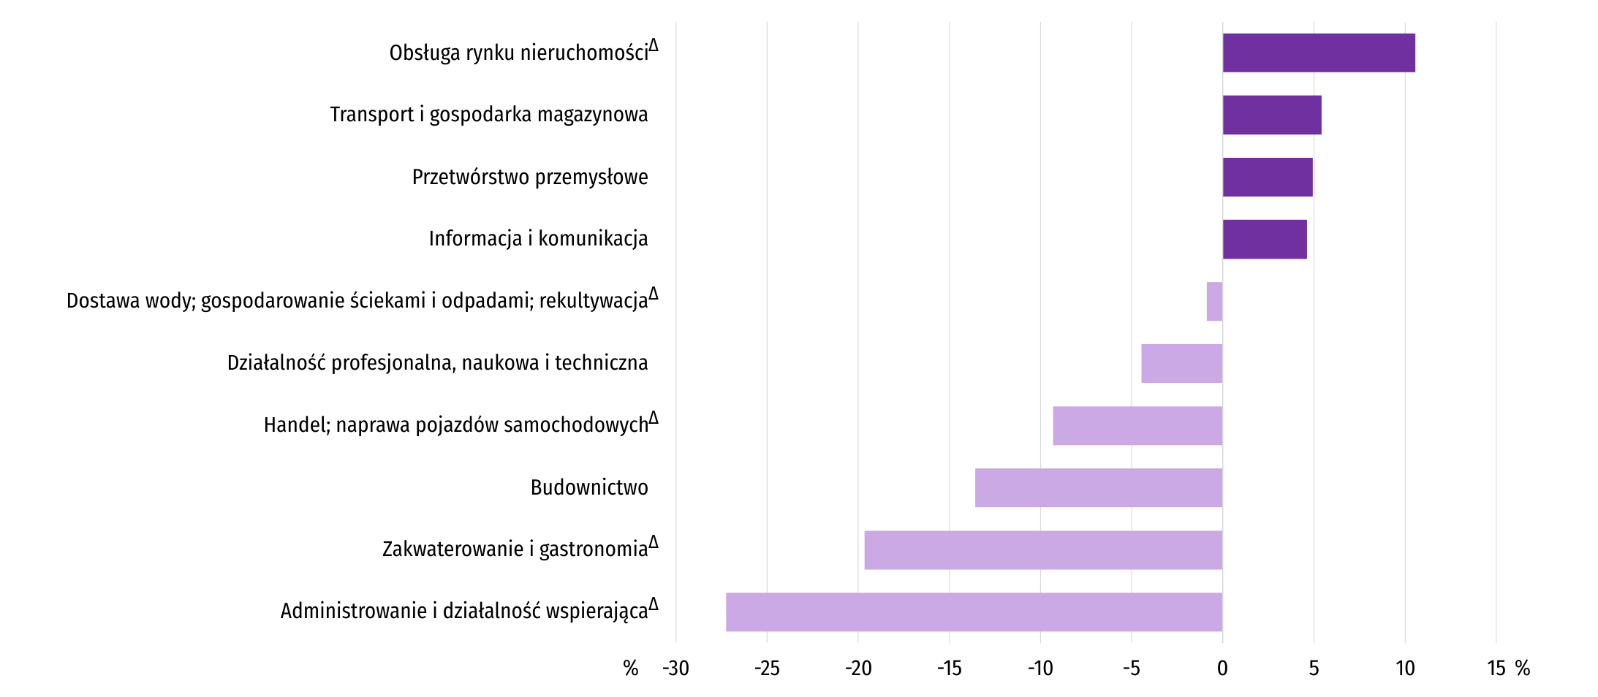 Obsługa rynku nieruchomościΔ
Transport i gospodarka magazynowa
Przetwórstwo przemysłowe
Informacja i komunikacja
Dostawa wody; gospodarowanie ściekami i odpadami; rekultywacjaΔ
Działalność profesjonalna, naukowa i techniczna
Handel; naprawa pojazdów samochodowychΔ
Budownictwo
Zakwaterowanie i gastronomiaΔ
Administrowanie i działalność wspierającaΔ
% -30 -25 -20 -15 -10 -5 0 5 10 15 %